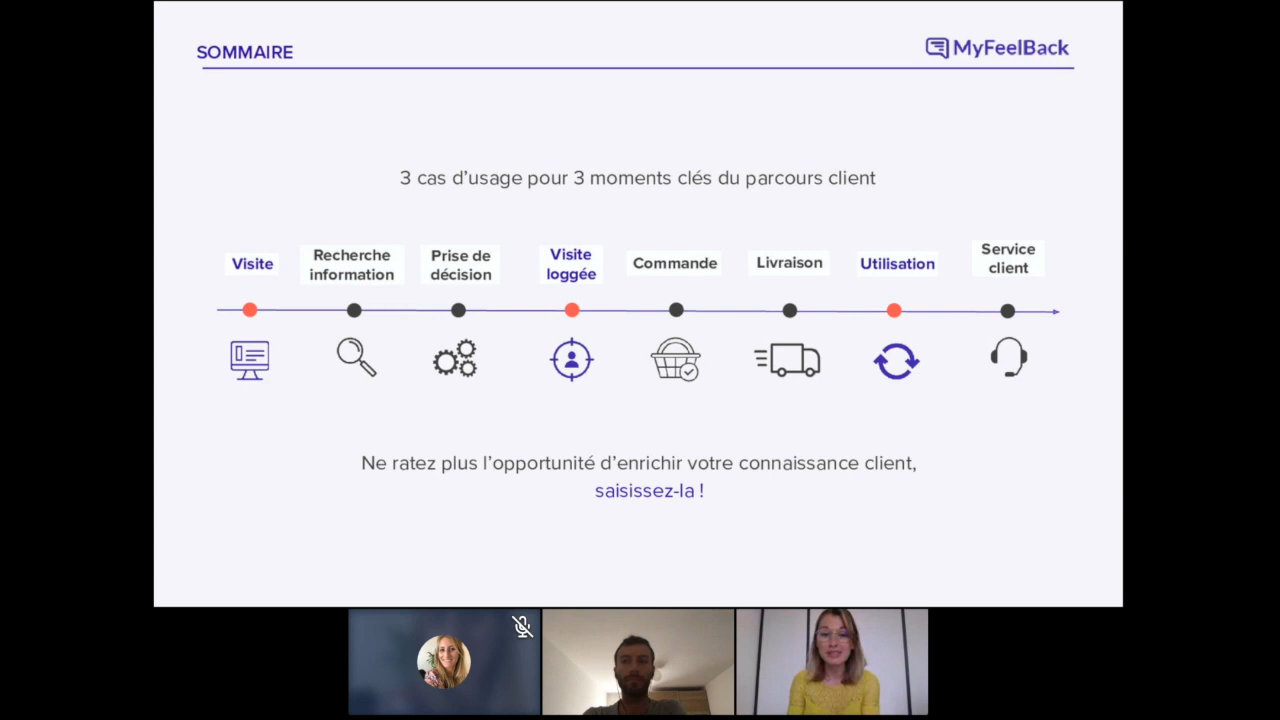 SOMMAIRE
MyFeelBack
3 cas d’usage pour 3 moments clés du parcours client
Visite
Recherche
information
Prise de
décision
Visite
loggée
Commande
Livraison
Utilisation
Service
client
Ne ratez plus l’opportunité d’enrichir votre connaissance client,
saisissez-la !